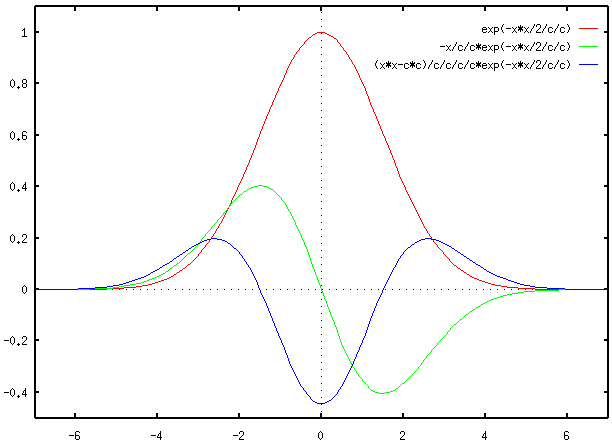 1
exp(-x*x/2/c/c)
-x/c/c*exp(-x*x/2/c/c)
(x*x-c*c)/c/c/c/c*exp(-x*x/2/c/c)
0.8
0.6
0.4
0.2
0
-0.2
-0.4
-6 -4 -2 0 2 4 6